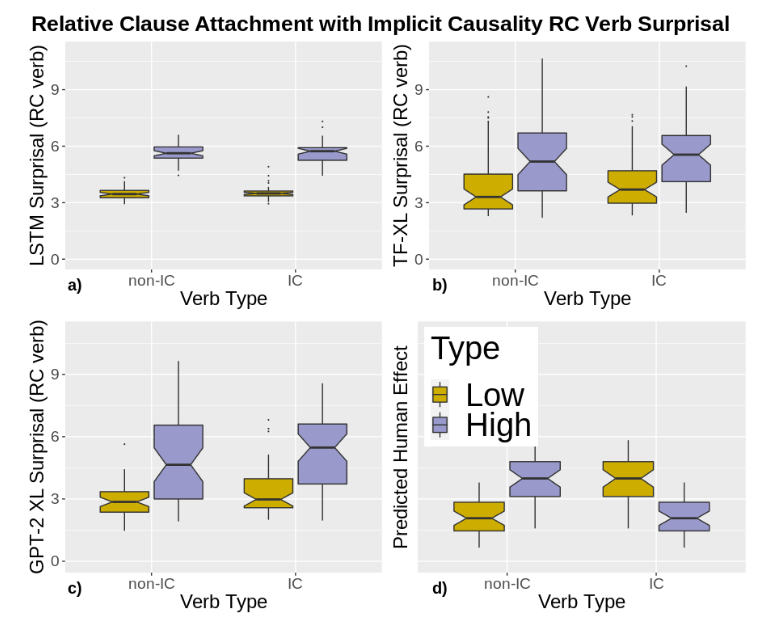 Relative Clause Attachment with Implicit Causality RC Verb Surprisal
LSTM Surprisal (RC verb)
9
6
3
0
non-IC
IC
a)
Verb Type
TF-XL Surprisal (RC verb)
9
6
3
0
non-IC
IC
b)
Verb Type
GPT-2 XL Surprisal (RC verb)
9
6
3
0
non-IC
IC
c)
Verb Type
Predicted Human Effect
Type
Low
High
non-IC
IC
d)
Verb Type